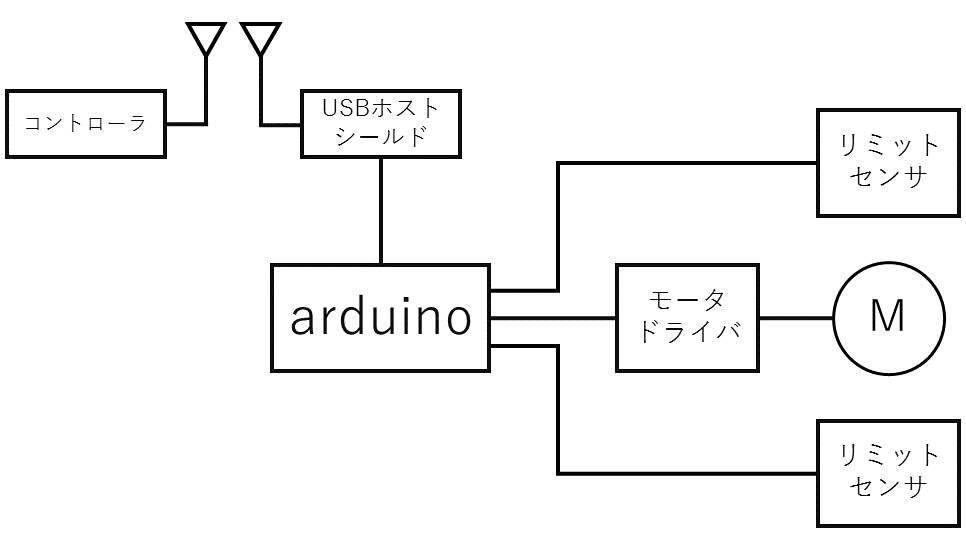 コントローラ
USBホスト
シールド
リミット
センサ
arduino
モータ
ドライバ
M
リミット
センサ